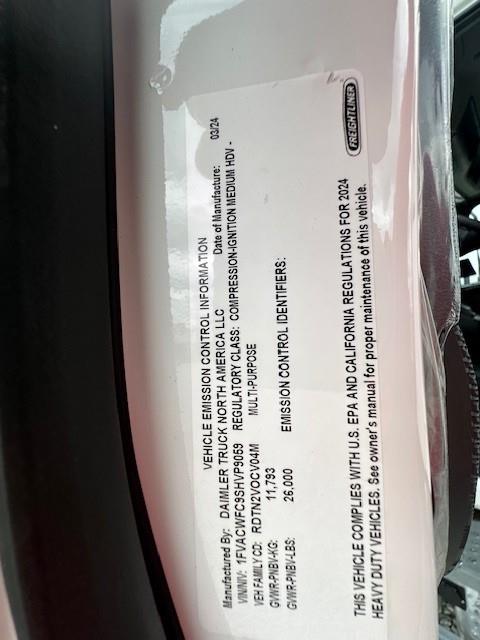 FREIGHTLINER
VEHICLE EMISSION CONTROL INFORMATION
Manufactured By: DAIMLER TRUCK NORTH AMERICA LLC Date of Manufacture: 03/24
VIN/NIV: 1FVACWFC9SHVP9059 REGULATORY CLASS: COMPRESSION-IGNITION MEDIUM HDV -
VEH FAMILY CD: RDTN2VOCV04M MULTI-PURPOSE
GVWR-PNBV-KG: 11,793
GVWR-PNBV-LBS: 26,000 EMISSION CONTROL IDENTIFIERS:
THIS VEHICLE COMPLIES WITH U.S. EPA AND CALIFORNIA REGULATIONS FOR 2024
HEAVY DUTY VEHICLES. See owner's manual for proper maintenance of this vehicle.